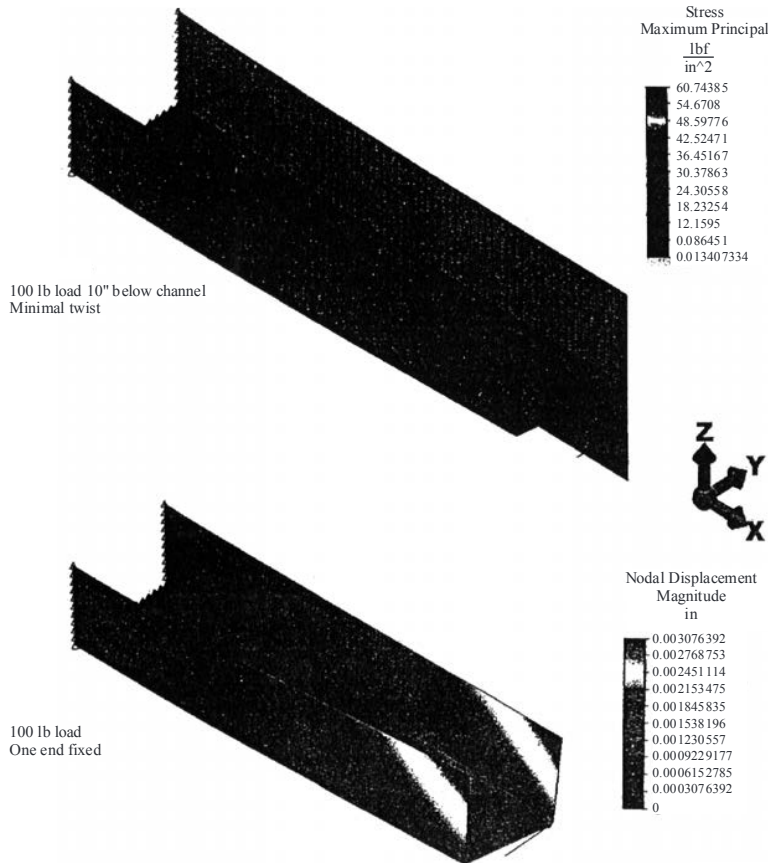 Stress
Maximum Principal
lbf
in^2
60.74385
54.6708
48.59776
42.52471
36.45167
30.37863
24.30558
18.23254
12.1595
0.086451
0.013407334
100 lb load 10" below channel
Minimal twist
Z
Y
X
Nodal Displacement
Magnitude
in
0.003076392
0.002768753
0.002451114
0.002153475
0.001845835
0.001538196
0.001230557
0.0009229177
0.0006152785
0.0003076392
0
100 lb load
One end fixed